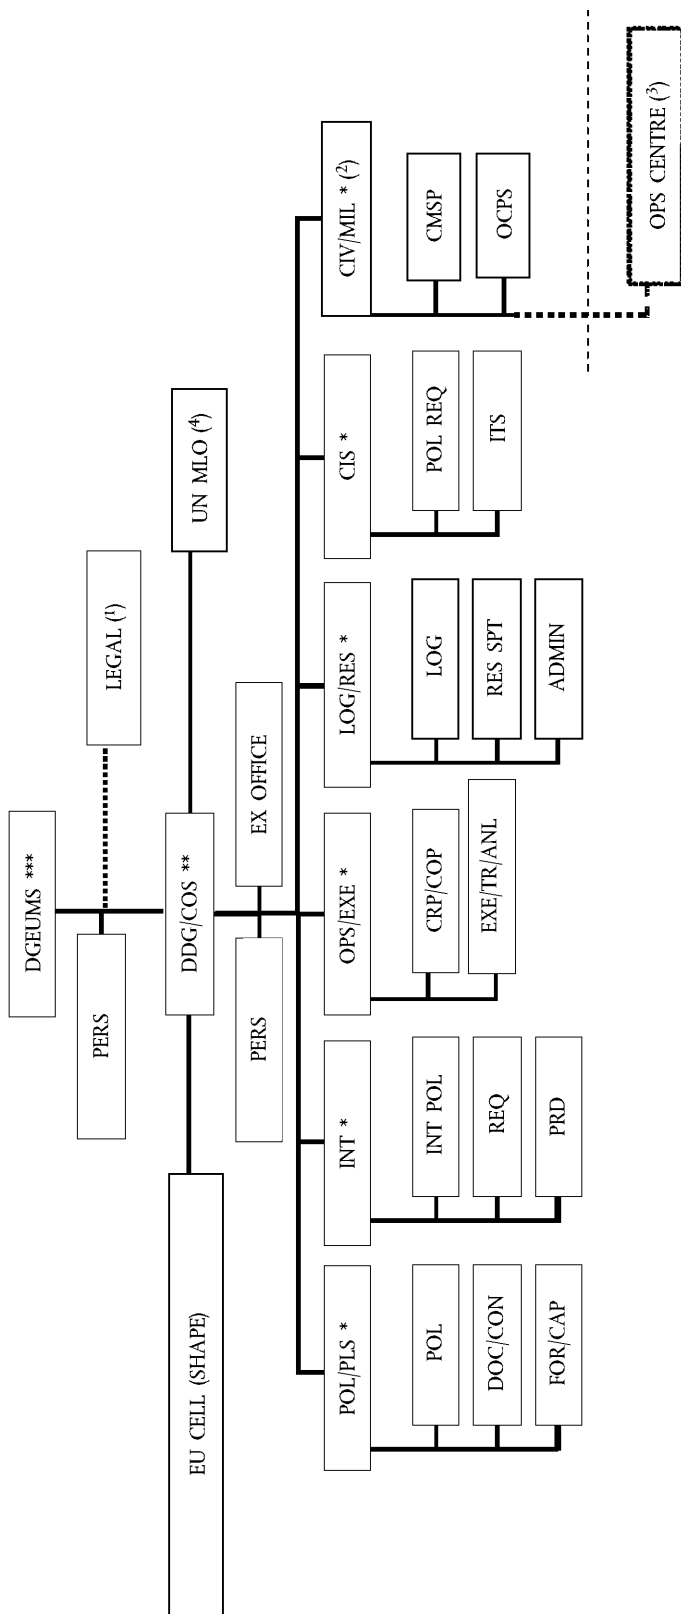 DGEUMS ***
PERS
LEGAL (¹)
EU CELL (SHAPE)
DDG/COS **
UN MLO (⁴)
PERS
EX OFFICE
POL/PLS *
INT *
OPS/EXE *
LOG/RES *
CIS *
CIV/MIL * (²)
POL
DOC/CON
FOR/CAP
INT POL
REQ
PRD
CRP/COP
EXE/TR/ANL
LOG
RES SPT
ADMIN
POL REQ
ITS
CMSP
OCPS
OPS CENTRE (³)